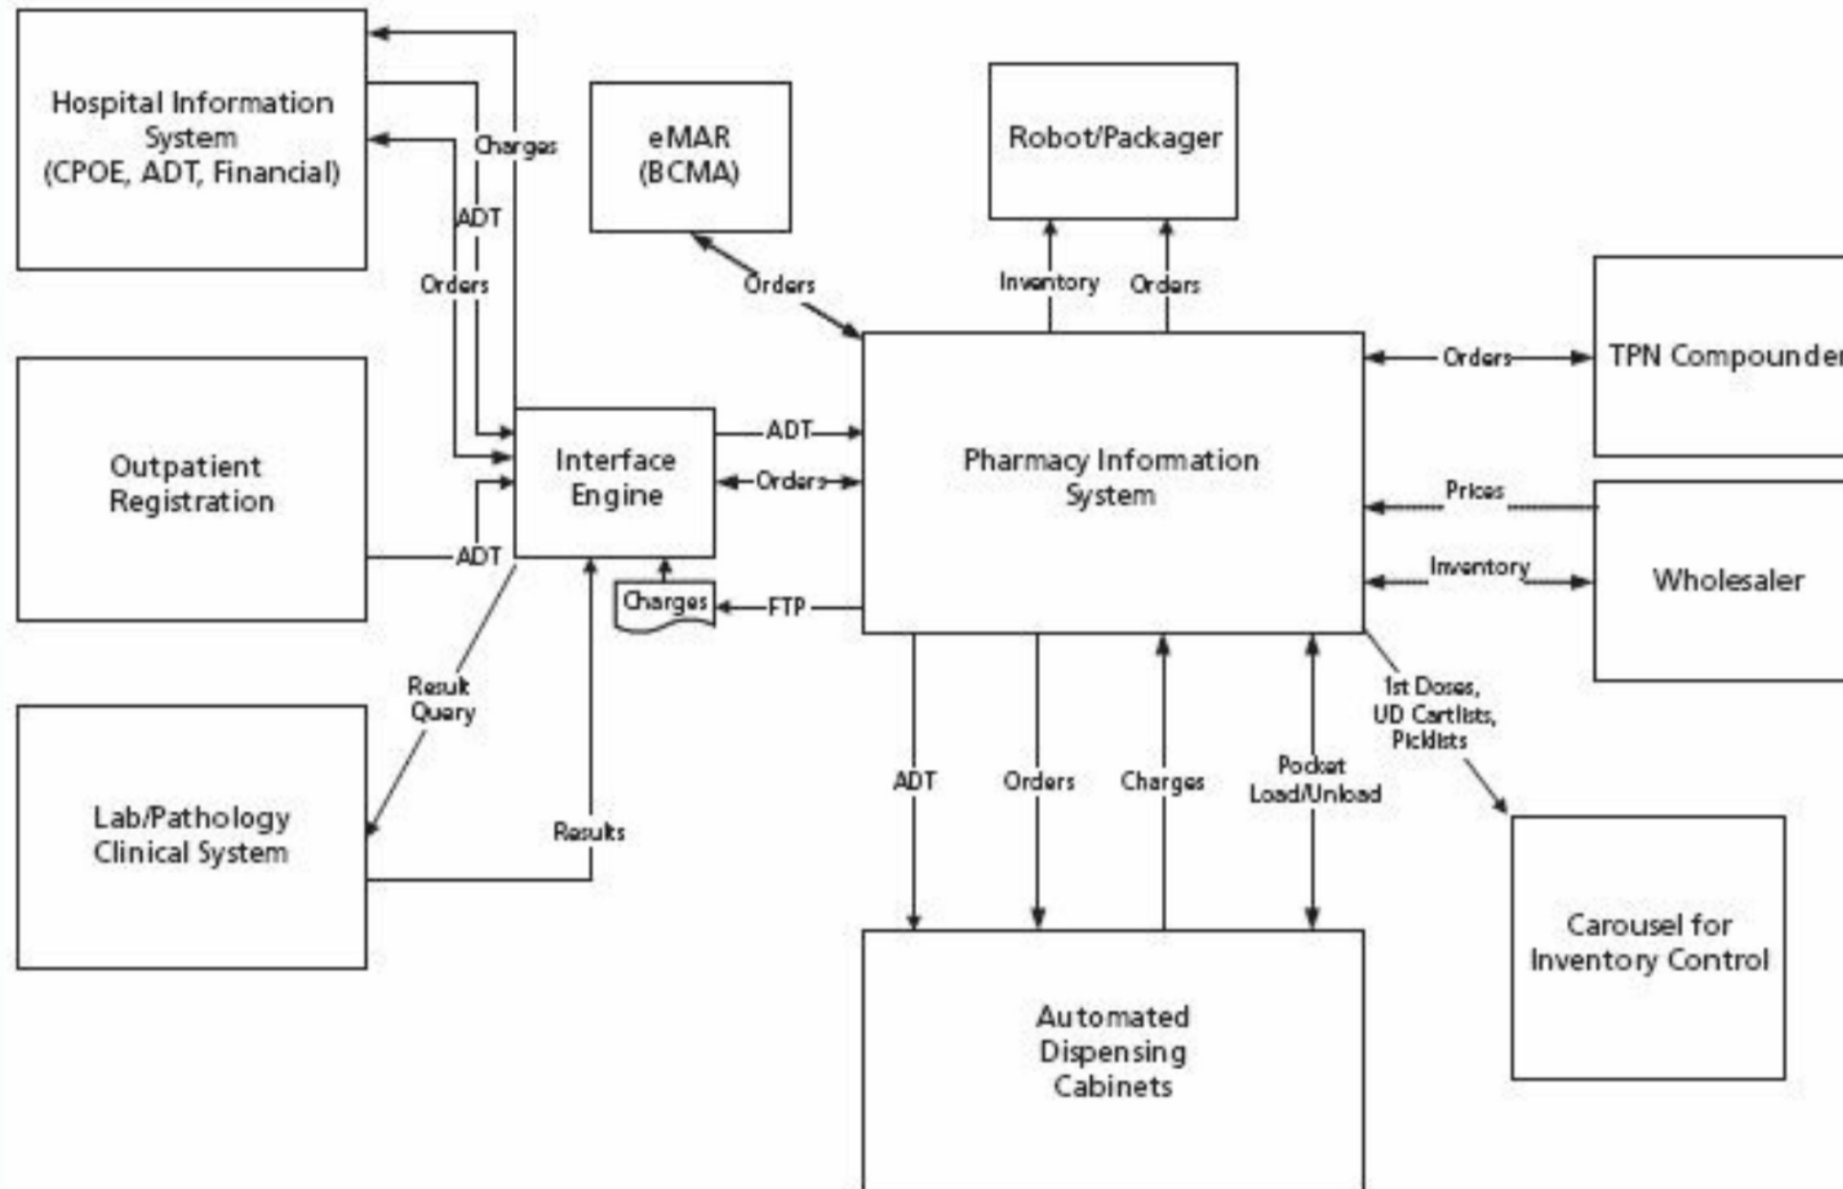 Hospital Information
System
(CPOE, ADT, Financial)
Charges
ADT
Orders
eMAR
(BCMA)
Orders
Robot/Packager
Inventory
Orders
Orders
TPN Compounder
Outpatient
Registration
ADT
Interface
Engine
ADT
Orders
Charges
FTP
Pharmacy Information
System
Prices
Inventory
Wholesaler
Result
Query
Lab/Pathology
Clinical System
Results
ADT
Orders
Charges
Pocket
Load/Unload
1st Doses,
UD Cartlists,
Picklists
Carousel for
Inventory Control
Automated
Dispensing
Cabinets